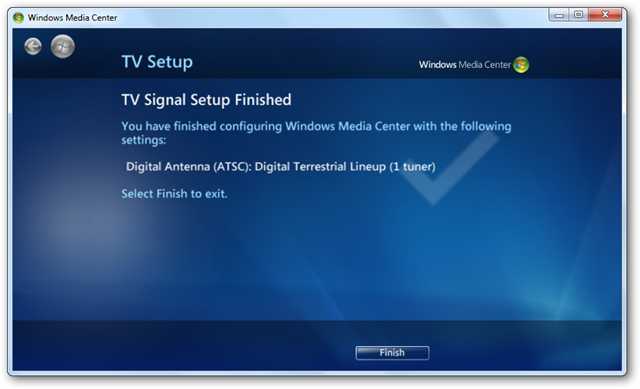 Windows Media Center
TV Setup
Windows Media Center
TV Signal Setup Finished
You have finished configuring Windows Media Center with the following
settings:
Digital Antenna (ATSC): Digital Terrestrial Lineup (1 tuner)
Select Finish to exit.
Finish